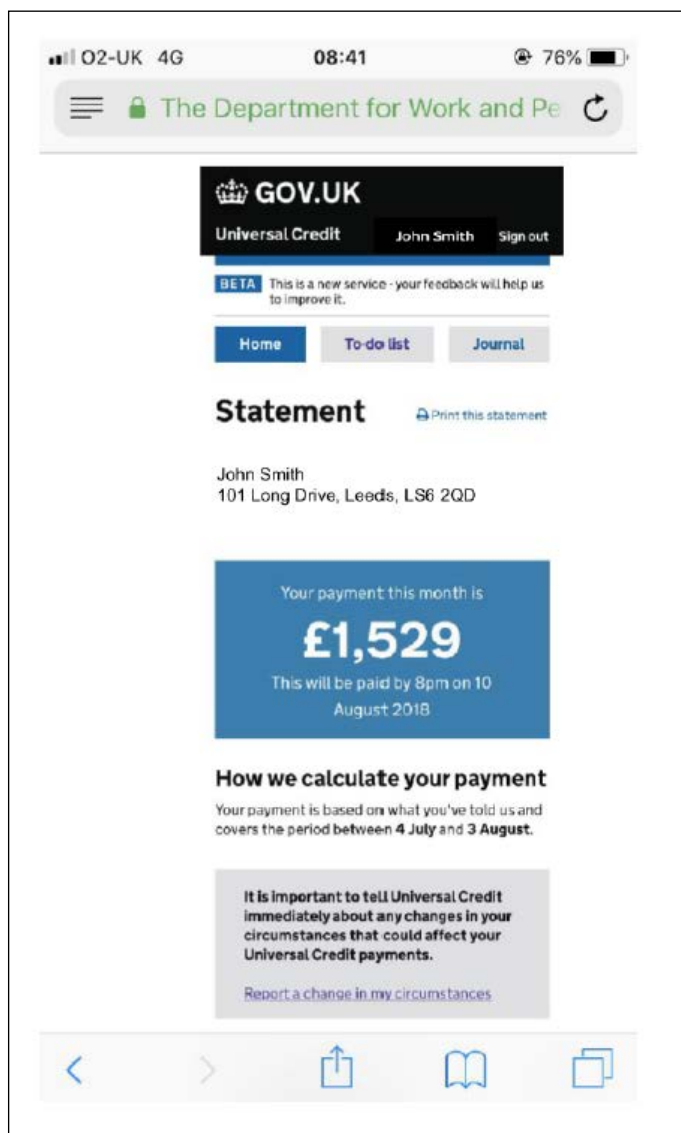 O2-UK 4G 08:41 76%
The Department for Work and Pe
GOV.UK
Universal Credit John Smith Sign out
BETA This is a new service - your feedback will help us
to improve it.
Home To-do list Journal
Statement Print this statement
John Smith
101 Long Drive, Leeds, LS6 2QD
Your payment this month is
£1,529
This will be paid by 8pm on 10
August 2018
How we calculate your payment
Your payment is based on what you've told us and
covers the period between 4 July and 3 August.
It is important to tell Universal Credit
immediately about any changes in your
circumstances that could affect your
Universal Credit payments.
Report a change in my circumstances